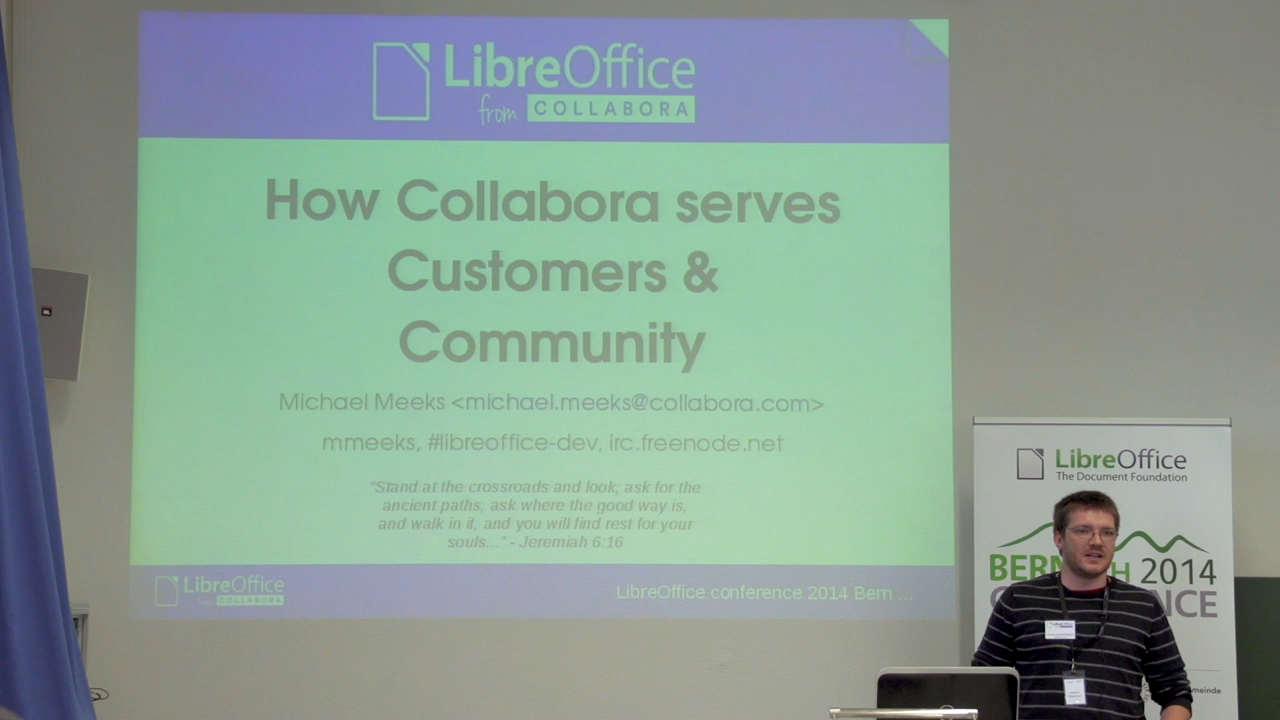 LibreOffice
from COLLABORA
How Collabora serves
Customers &
Community
Michael Meeks <michael.meeks@collabora.com>
mmeeks, #libreoffice-dev, irc.freenode.net
"Stand at the crossroads and look; ask for the
ancient paths, ask where the good way is,
and walk in it, and you will find rest for your
souls..." - Jeremiah 6:16
LibreOffice
from COLLABORA
LibreOffice conference 2014 Bern ...
LibreOffice
The Document Foundation
BERN 2014
LibreOffice